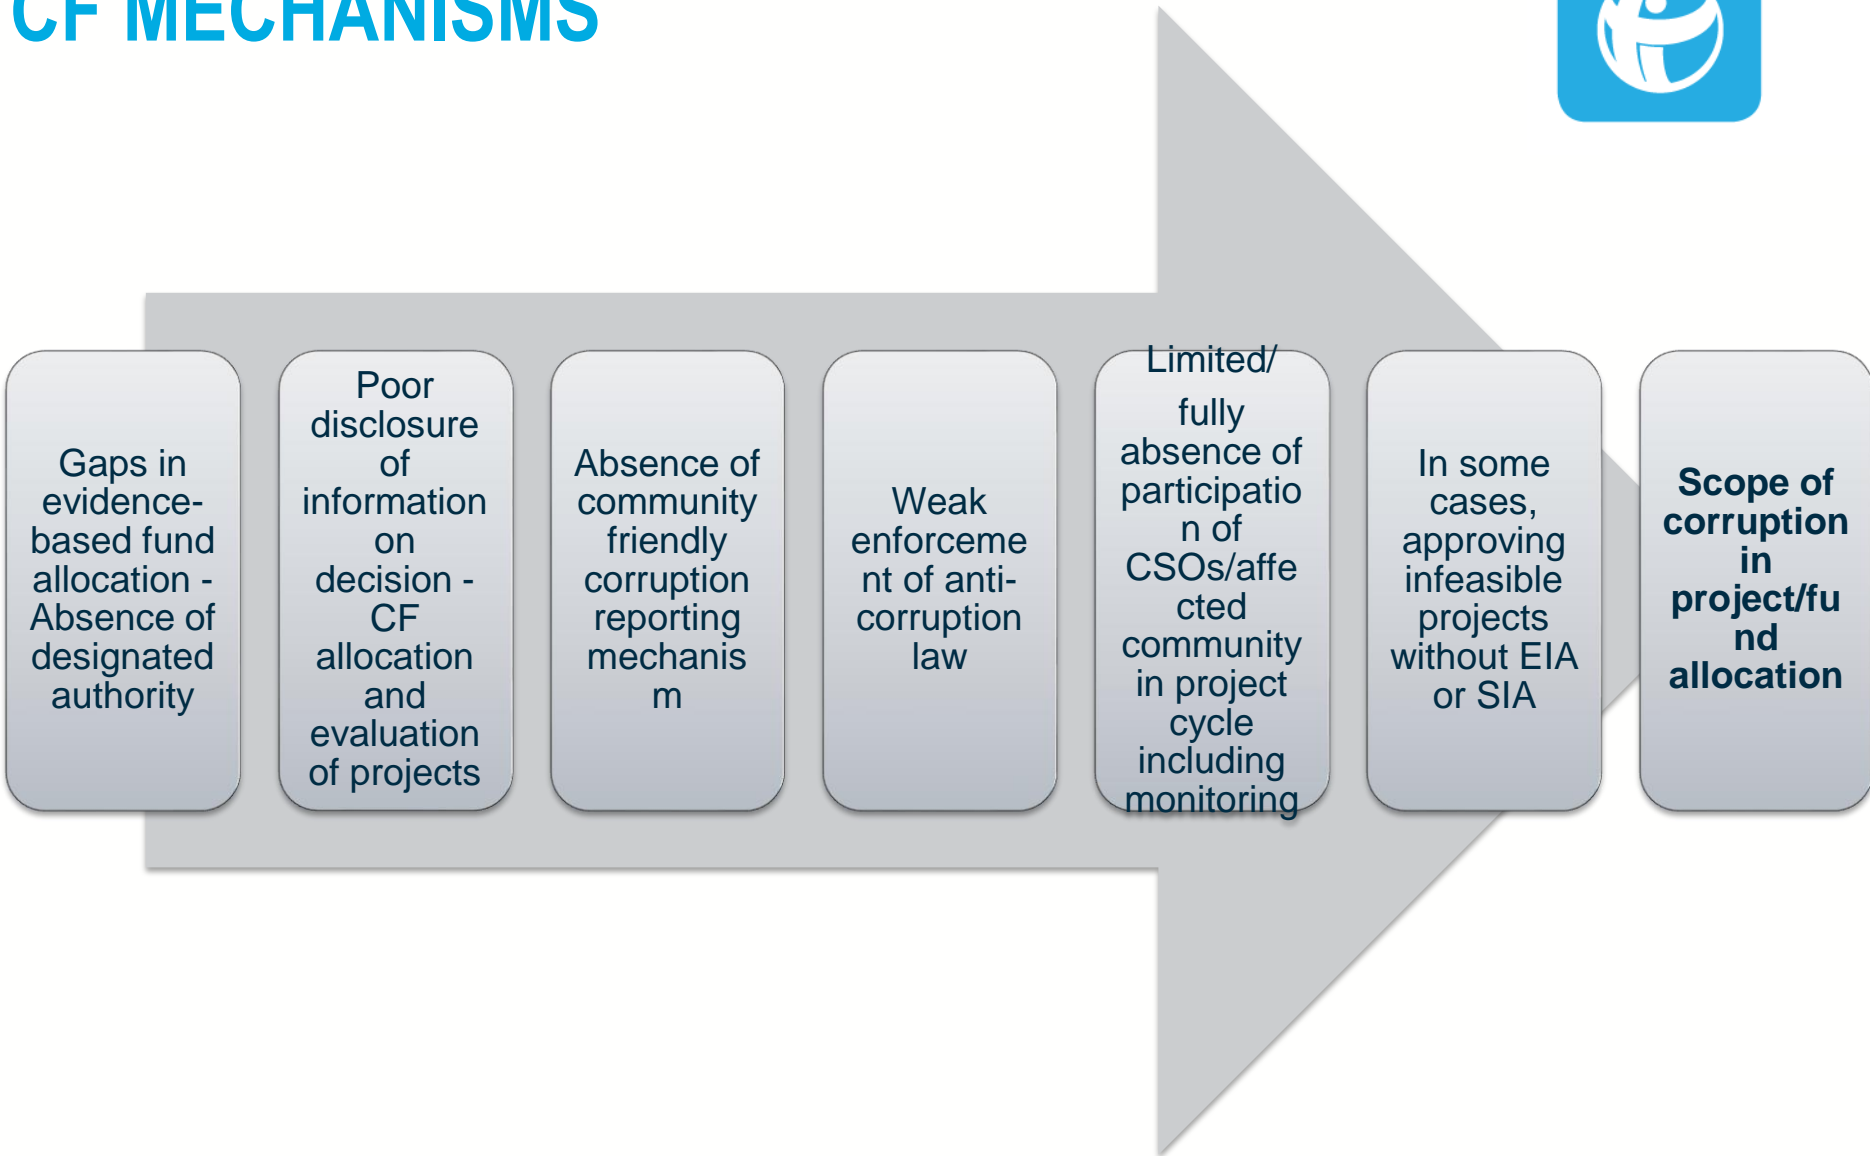 CF MECHANISMS
Gaps in
evidence-
based fund
allocation -
Absence of
designated
authority
Poor
disclosure
of
information
on
decision -
CF
allocation
and
evaluation
of projects
Absence of
community
friendly
corruption
reporting
mechanis
m
Weak
enforceme
nt of anti-
corruption
law
Limited/
fully
absence of
participatio
n of
CSOs/affe
cted
community
in project
cycle
including
monitoring
In some
cases,
approving
infeasible
projects
without EIA
or SIA
Scope of
corruption
in
project/fu
nd
allocation